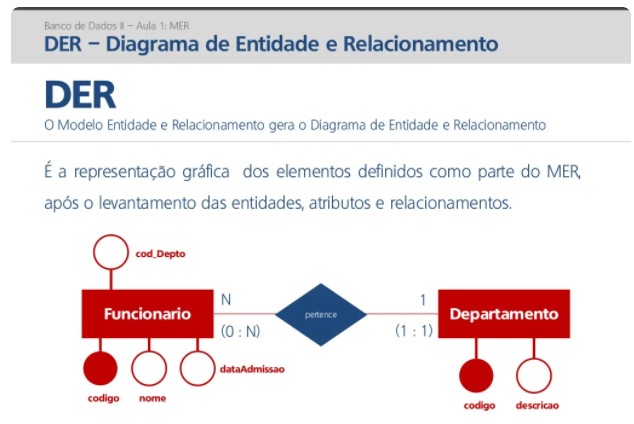 Banco de Dados II – Aula 1: MER
DER – Diagrama de Entidade e Relacionamento
DER
O Modelo Entidade e Relacionamento gera o Diagrama de Entidade e Relacionamento
É a representação gráfica dos elementos definidos como parte do MER,
após o levantamento das entidades, atributos e relacionamentos.
cod_Depto
Funcionario
N
(0 : N)
pertence
1
(1 : 1)
Departamento
codigo
nome
dataAdmissao
codigo
descricao